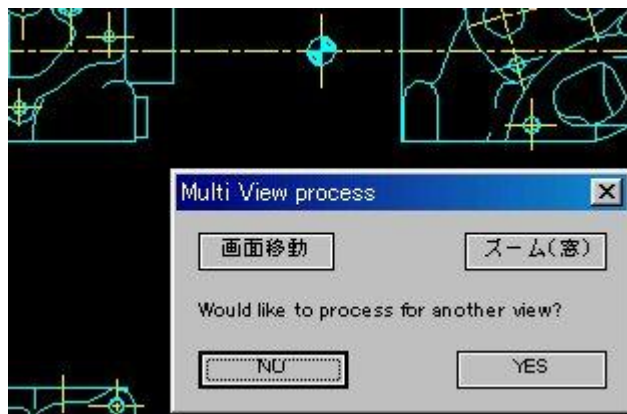 Multi View process
画面移動 ズーム(窓)
Would like to process for another view?
NO YES